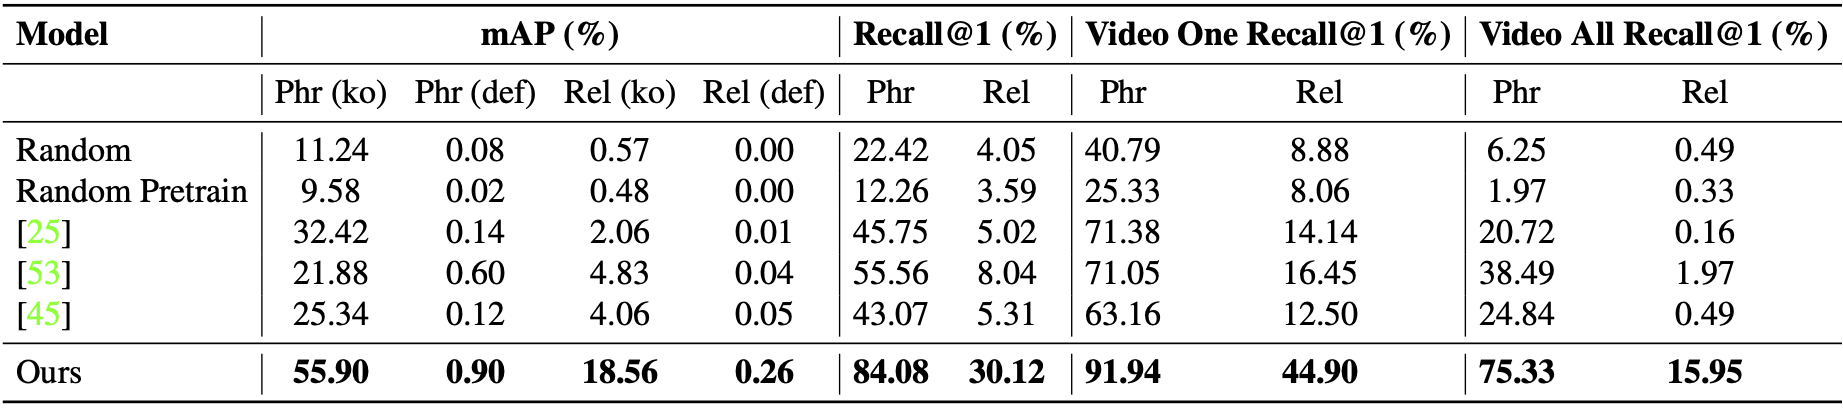 Model mAP (%) Recall@1 (%) Video One Recall@1 (%) Video All Recall@1 (%)
Phr (ko) Phr (def) Rel (ko) Rel (def) Phr Rel Phr Rel Phr Rel
Random 11.24 0.08 0.57 0.00 22.42 4.05 40.79 8.88 6.25 0.49
Random Pretrain 9.58 0.02 0.48 0.00 12.26 3.59 25.33 8.06 1.97 0.33
[25] 32.42 0.14 2.06 0.01 45.75 5.02 71.38 14.14 20.72 0.16
[53] 21.88 0.60 4.83 0.04 55.56 8.04 71.05 16.45 38.49 1.97
[45] 25.34 0.12 4.06 0.05 43.07 5.31 63.16 12.50 24.84 0.49
Ours 55.90 0.90 18.56 0.26 84.08 30.12 91.94 44.90 75.33 15.95